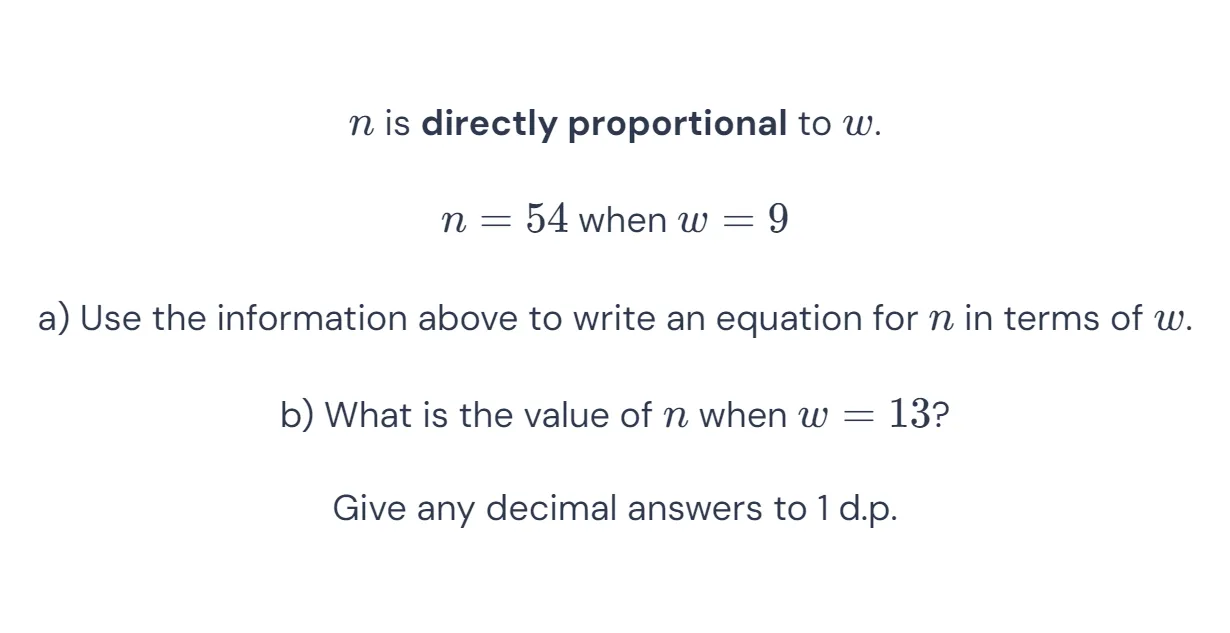 n is directly proportional to w.
n = 54 when w = 9
a) Use the information above to write an equation for n in terms of w.
b) What is the value of n when w = 13?
Give any decimal answers to 1 d.p.